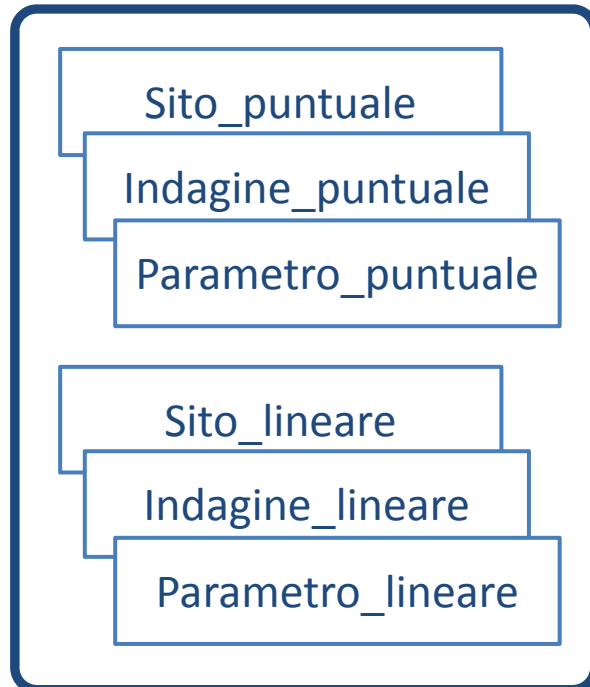 Sito_puntuale
Indagine_puntuale
Parametro_puntuale
Sito_lineare
Indagine_lineare
Parametro_lineare